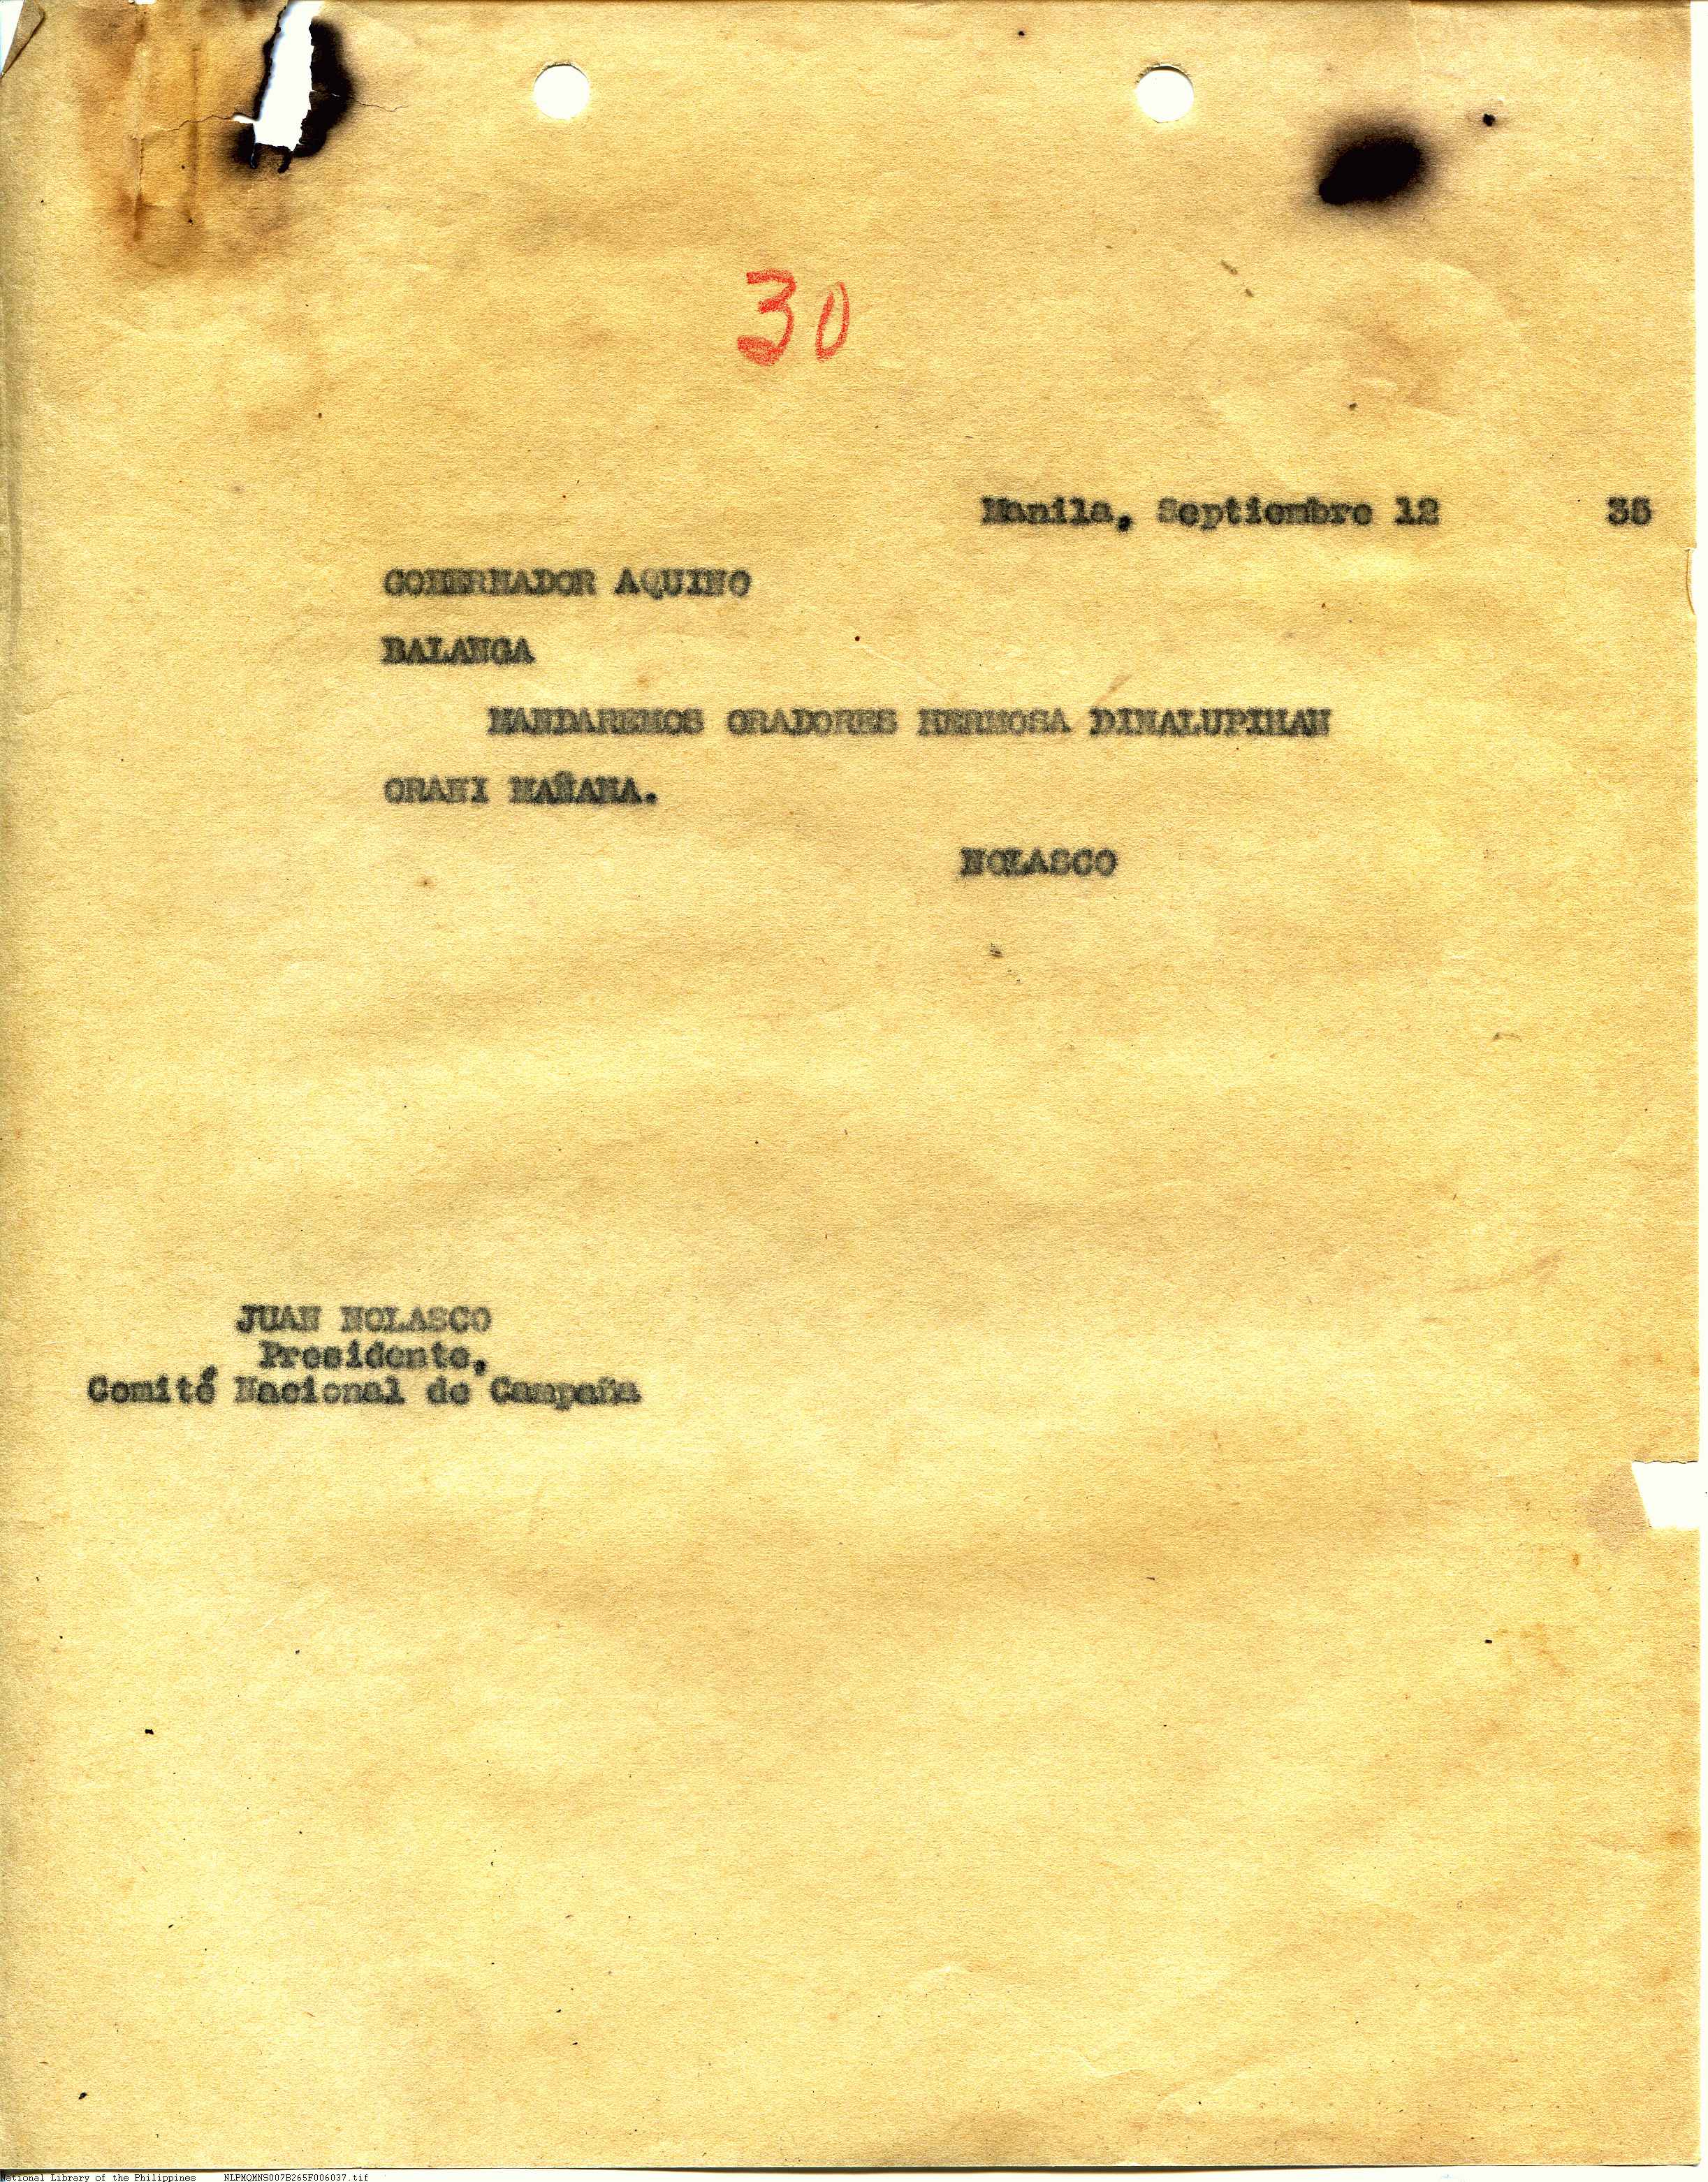 30
Manila, Septiembre 12 35
GOBERNADOR AQUINO
BALANGA
MANDAREMOS ORADORES HERMOSA DINALUPIHAN
ORANI MAÑANA.
NOLASCO
JUAN NOLASCO
Presidente,
Comité Nacional de Campaña
National Library of the Philippines NLPMQMNS007B265F006037.tif